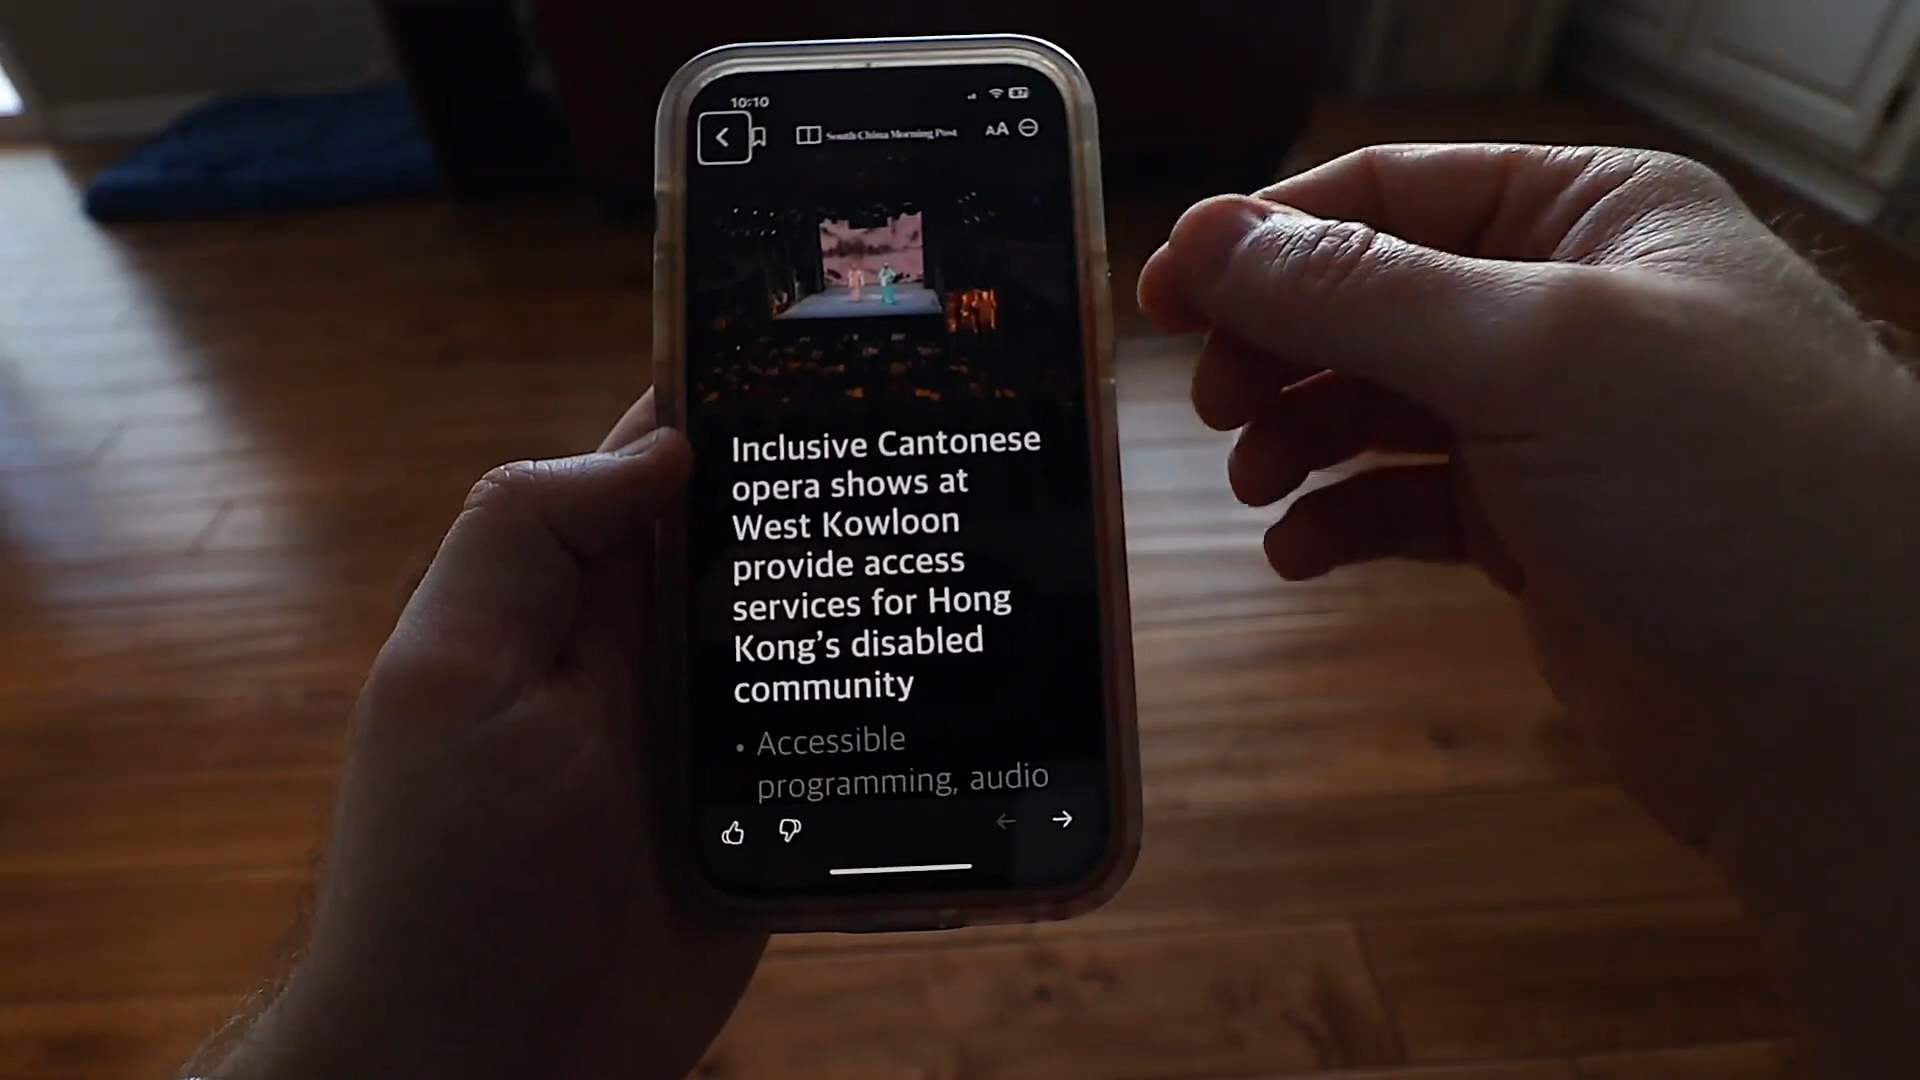 10:10
South China Morning Post
AA
Inclusive Cantonese
opera shows at
West Kowloon
provide access
services for Hong
Kong’s disabled
community
• Accessible
programming, audio